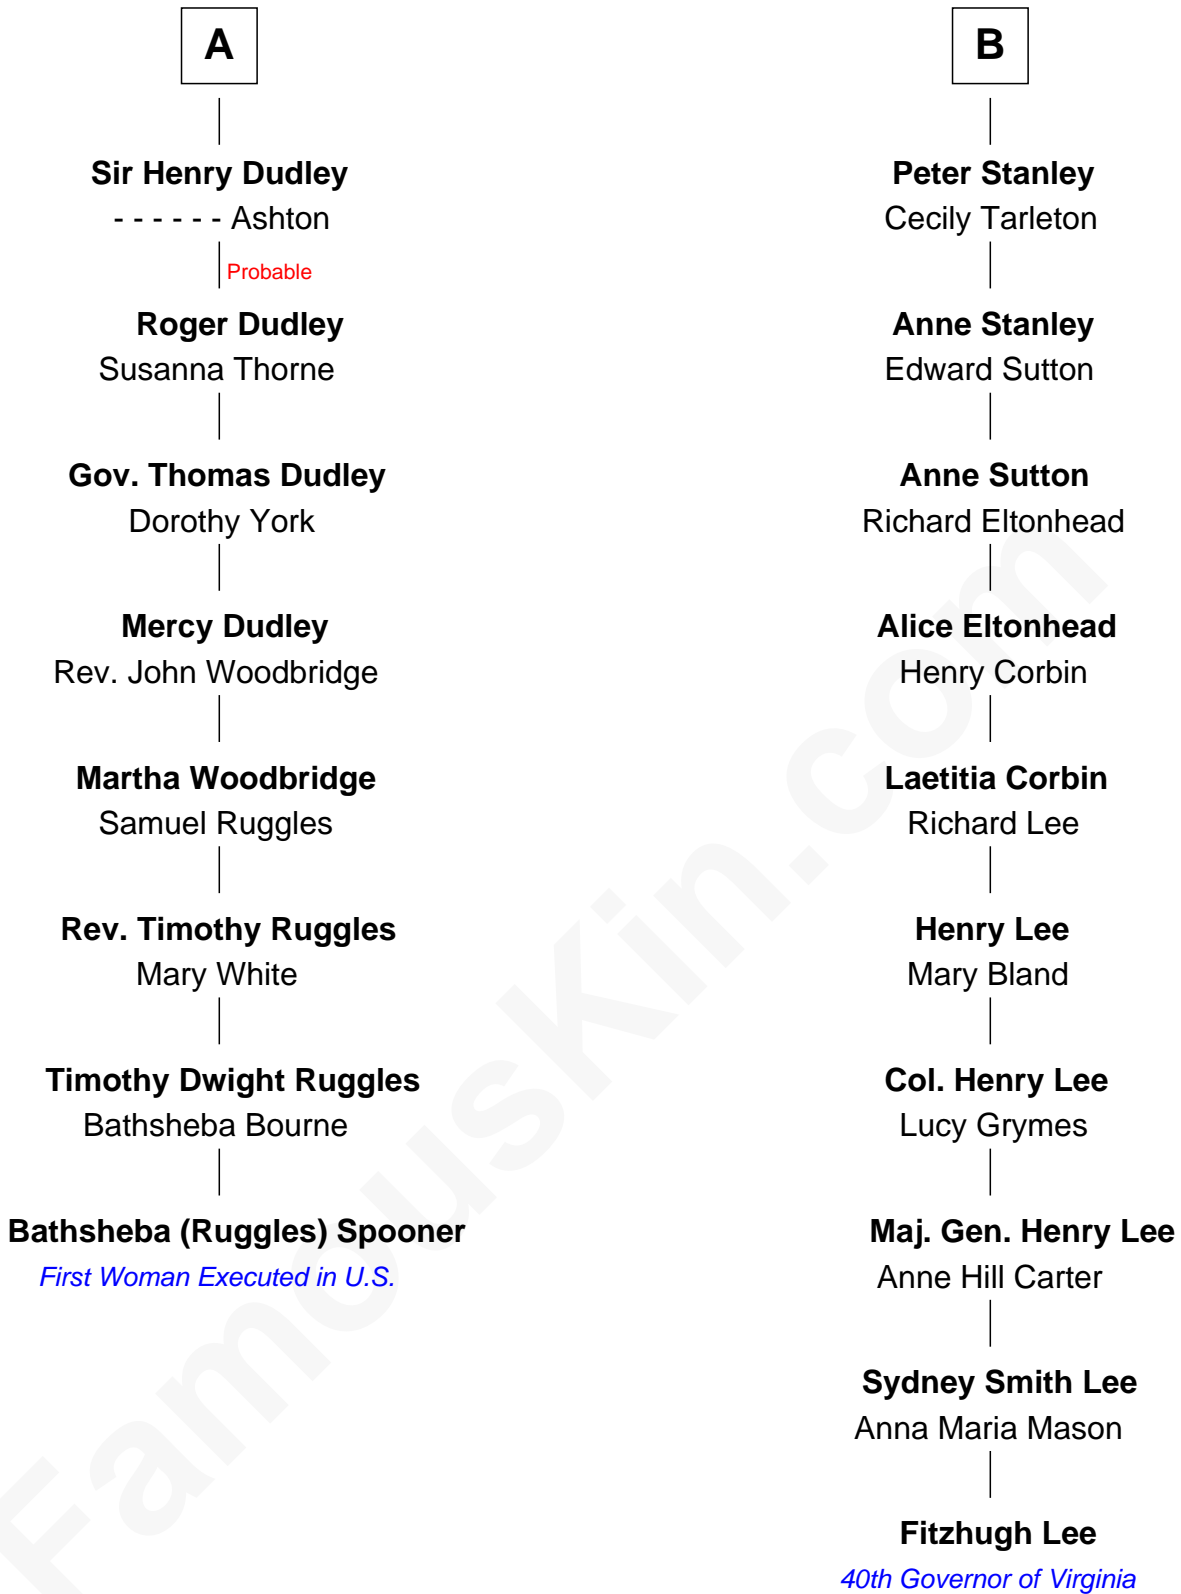 A
Sir Henry Dudley
- - - - - - Ashton
Probable
Roger Dudley
Susanna Thorne
Gov. Thomas Dudley
Dorothy York
Mercy Dudley
Rev. John Woodbridge
Martha Woodbridge
Samuel Ruggles
Rev. Timothy Ruggles
Mary White
Timothy Dwight Ruggles
Bathsheba Bourne
Bathsheba (Ruggles) Spooner
First Woman Executed in U.S.
B
Peter Stanley
Cecily Tarleton
Anne Stanley
Edward Sutton
Anne Sutton
Richard Eltonhead
Alice Eltonhead
Henry Corbin
Laetitia Corbin
Richard Lee
Henry Lee
Mary Bland
Col. Henry Lee
Lucy Grymes
Maj. Gen. Henry Lee
Anne Hill Carter
Sydney Smith Lee
Anna Maria Mason
Fitzhugh Lee
40th Governor of Virginia
FamousKin.com